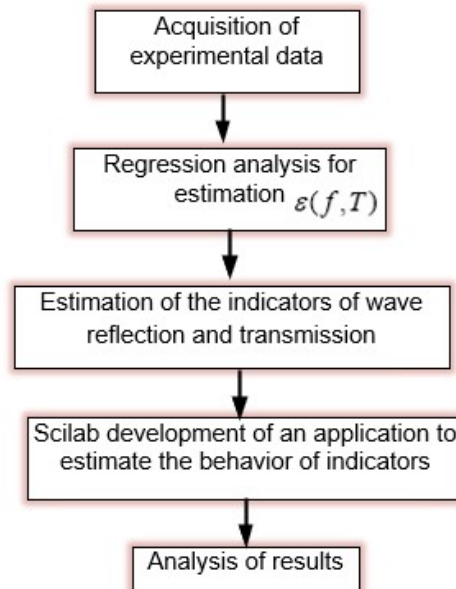 Acquisition of
experimental data
Regression analysis for
estimation ε(f,T)
Estimation of the indicators of wave
reflection and transmission
Scilab development of an application to
estimate the behavior of indicators
Analysis of results